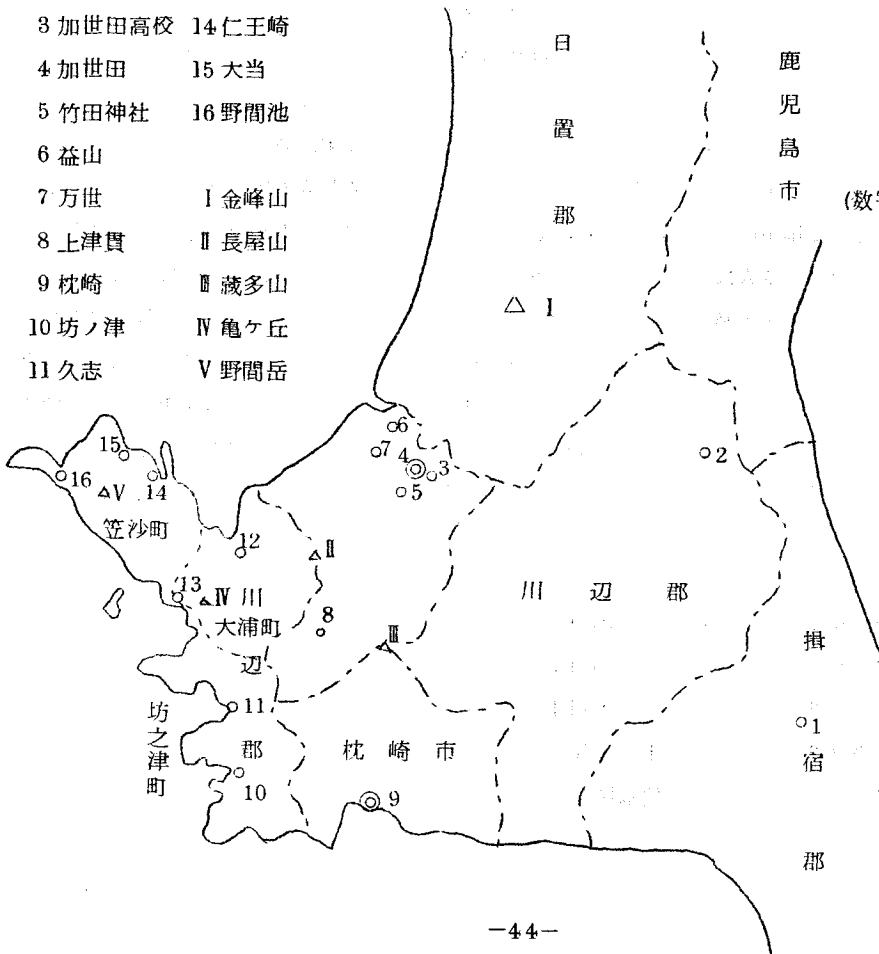 3 加世田高校 14 仁王崎
4 加世田 15 大当
5 竹田神社 16 野間池
6 益山
7 万世 Ⅰ 金峰山
8 上津貫 Ⅱ 長屋山
9 枕崎 Ⅲ 蔵多山
10 坊ノ津 Ⅳ 亀ケ丘
11 久志 Ⅴ 野間岳
日置郡
鹿児島市
(数
Ⅰ
6
7
4
3
5
2
15
16
Ⅴ
14
笠沙町
12
Ⅱ
13
Ⅳ
川辺郡
大浦町
8
Ⅲ
川辺郡
11
坊之津町
10
枕崎市
9
揖宿郡
1
-44-